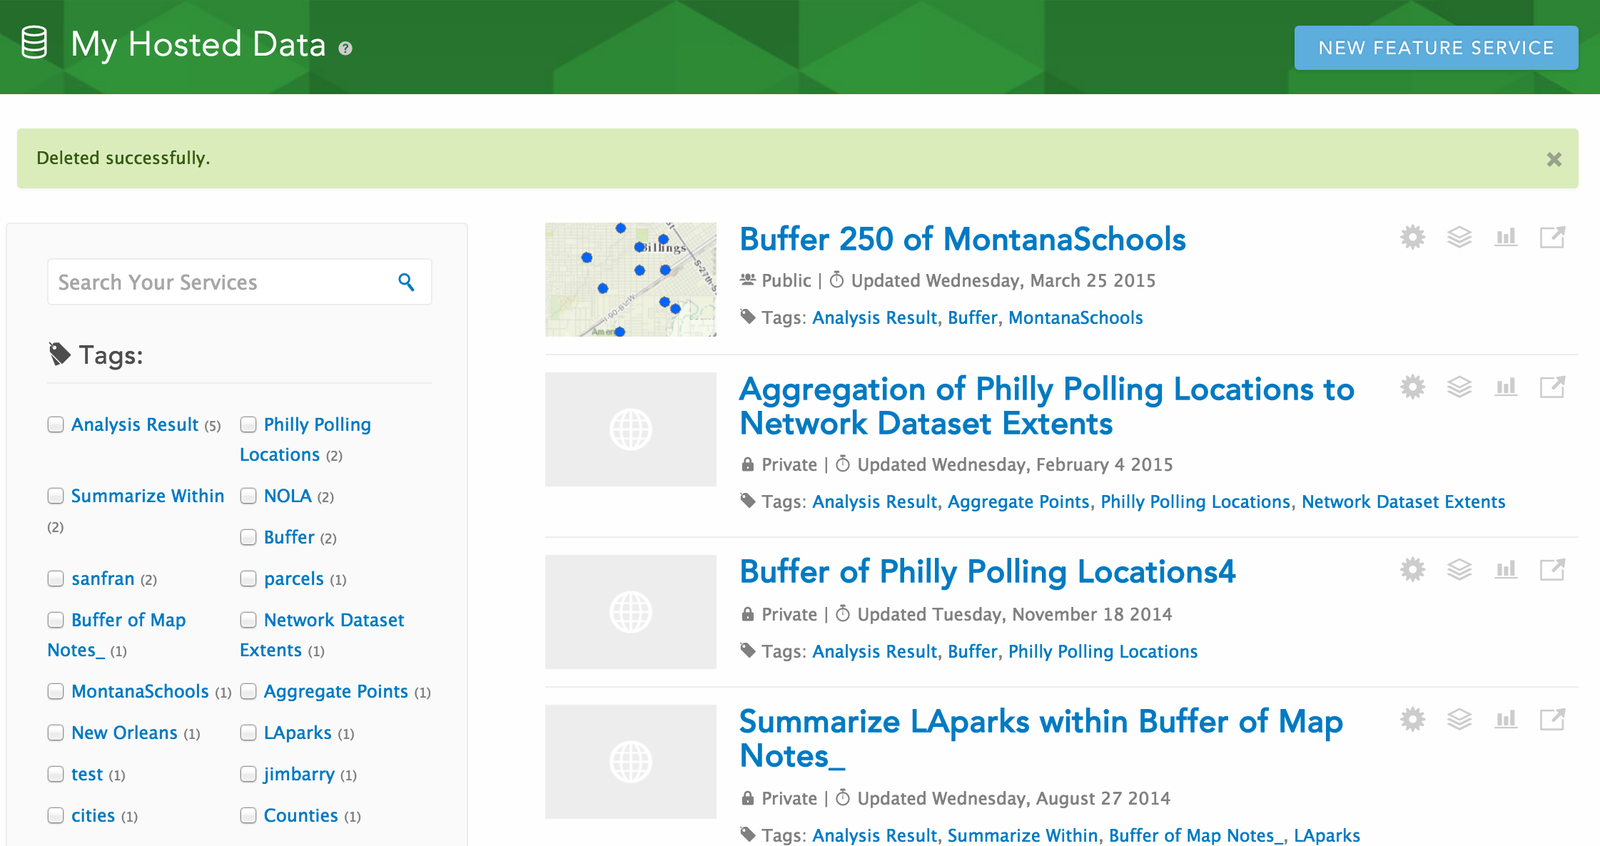 My Hosted Data ?
NEW FEATURE SERVICE
Deleted successfully.
Search Your Services
Tags:
Analysis Result (5)
Philly Polling
Locations (2)
Summarize Within
(2)
NOLA (2)
Buffer (2)
sanfran (2)
parcels (1)
Buffer of Map
Notes_ (1)
Network Dataset
Extents (1)
MontanaSchools (1)
Aggregate Points (1)
New Orleans (1)
LAparks (1)
test (1)
jimbarry (1)
cities (1)
Counties (1)
Billings
S-27th-S
I-90-BL W
Buffer 250 of MontanaSchools
Public | Updated Wednesday, March 25 2015
Tags: Analysis Result, Buffer, MontanaSchools
Aggregation of Philly Polling Locations to
Network Dataset Extents
Private | Updated Wednesday, February 4 2015
Tags: Analysis Result, Aggregate Points, Philly Polling Locations, Network Dataset Extents
Buffer of Philly Polling Locations4
Private | Updated Tuesday, November 18 2014
Tags: Analysis Result, Buffer, Philly Polling Locations
Summarize LAparks within Buffer of Map
Notes_
Private | Updated Wednesday, August 27 2014
Tags: Analysis Result, Summarize Within, Buffer of Map Notes_, LAparks